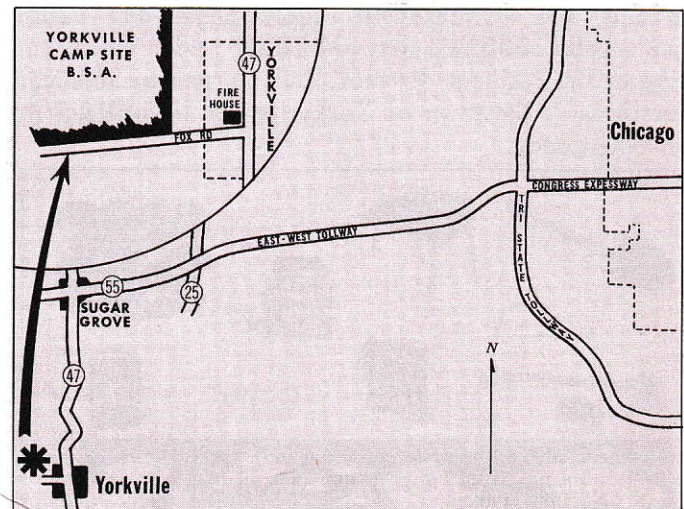 YORKVILLE
CAMP SITE
B.S.A.
47
YORKVILLE
FIRE
HOUSE
FOX RD
Chicago
CONGRESS EXPESSWAY
TRI STATE TOLLWAY
EAST-WEST TOLLWAY
55
25
SUGAR
GROVE
47
N
Yorkville